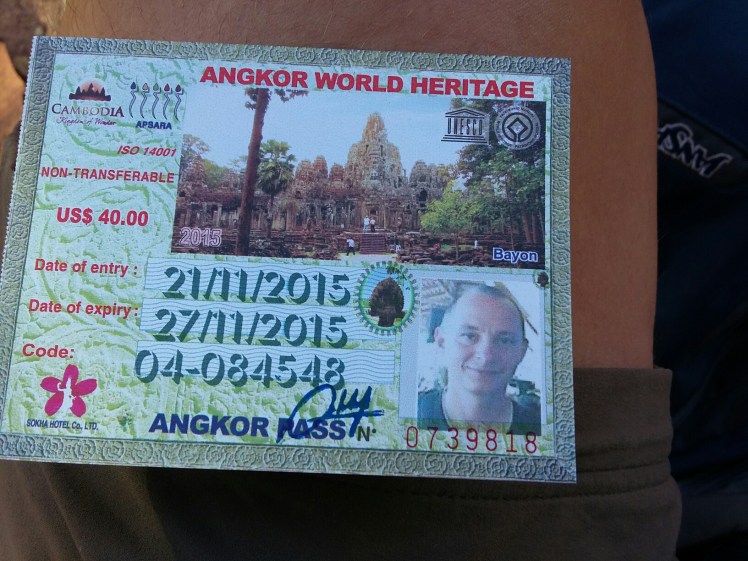 ANGKOR WORLD HERITAGE
CAMBODIA
Kingdom of Wonder
APSARA
UNESCO
ISO 14001
NON-TRANSFERABLE
US$ 40.00
2015
Bayon
Date of entry : 21/11/2015
Date of expiry : 27/11/2015
Code: 04-084548
SOKHA HOTEL Co., LTD.
ANGKOR PASS
N° 0739818